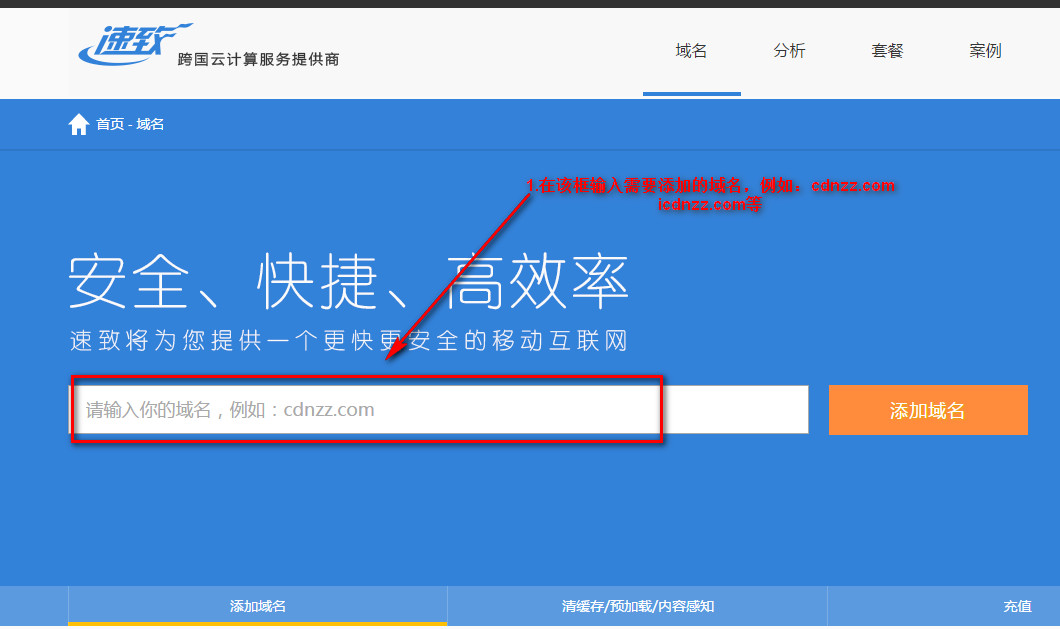 速致
跨国云计算服务提供商
域名
分析
套餐
案例
首页 - 域名
1.在该框输入需要添加的域名，例如：cdnzz.com
icdnzz.com等
安全、快捷、高效率
速致将为您提供一个更快更安全的移动互联网
请输入你的域名，例如：cdnzz.com
添加域名
添加域名
清缓存/预加载/内容感知
充值